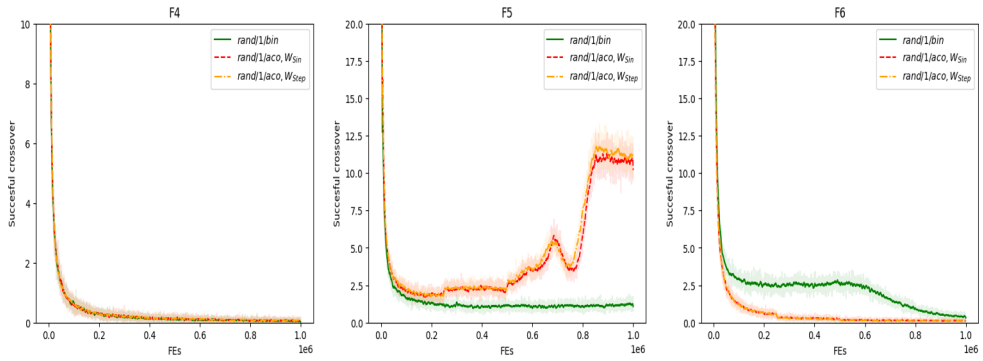 F4
Succesful crossover
10
8
6
4
2
0
0.0 0.2 0.4 0.6 0.8 1.0
1e6
FEs
rand/1/bin
rand/1/aco, W_Sin
rand/1/aco, W_Step
F5
Succesful crossover
20.0
17.5
15.0
12.5
10.0
7.5
5.0
2.5
0.0
0.0 0.2 0.4 0.6 0.8 1.0
1e6
FEs
rand/1/bin
rand/1/aco, W_Sin
rand/1/aco, W_Step
F6
Succesful crossover
20.0
17.5
15.0
12.5
10.0
7.5
5.0
2.5
0.0
0.0 0.2 0.4 0.6 0.8 1.0
1e6
FEs
rand/1/bin
rand/1/aco, W_Sin
rand/1/aco, W_Step